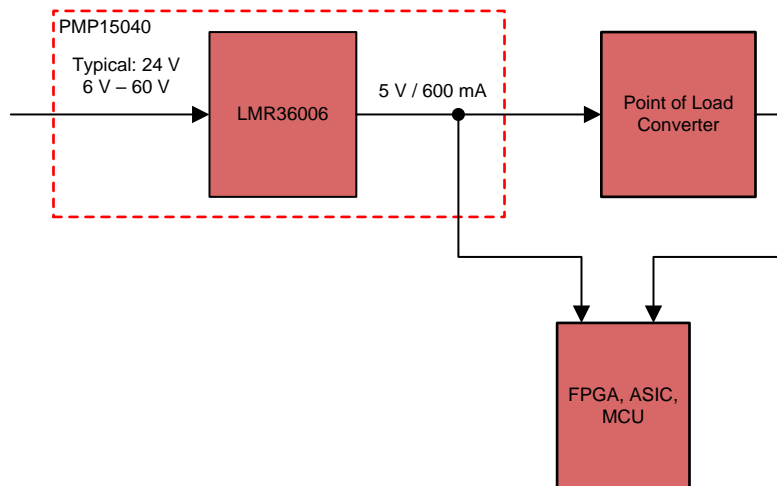 PMP15040
Typical: 24 V
6 V – 60 V
LMR36006
5 V / 600 mA
Point of Load
Converter
FPGA, ASIC,
MCU